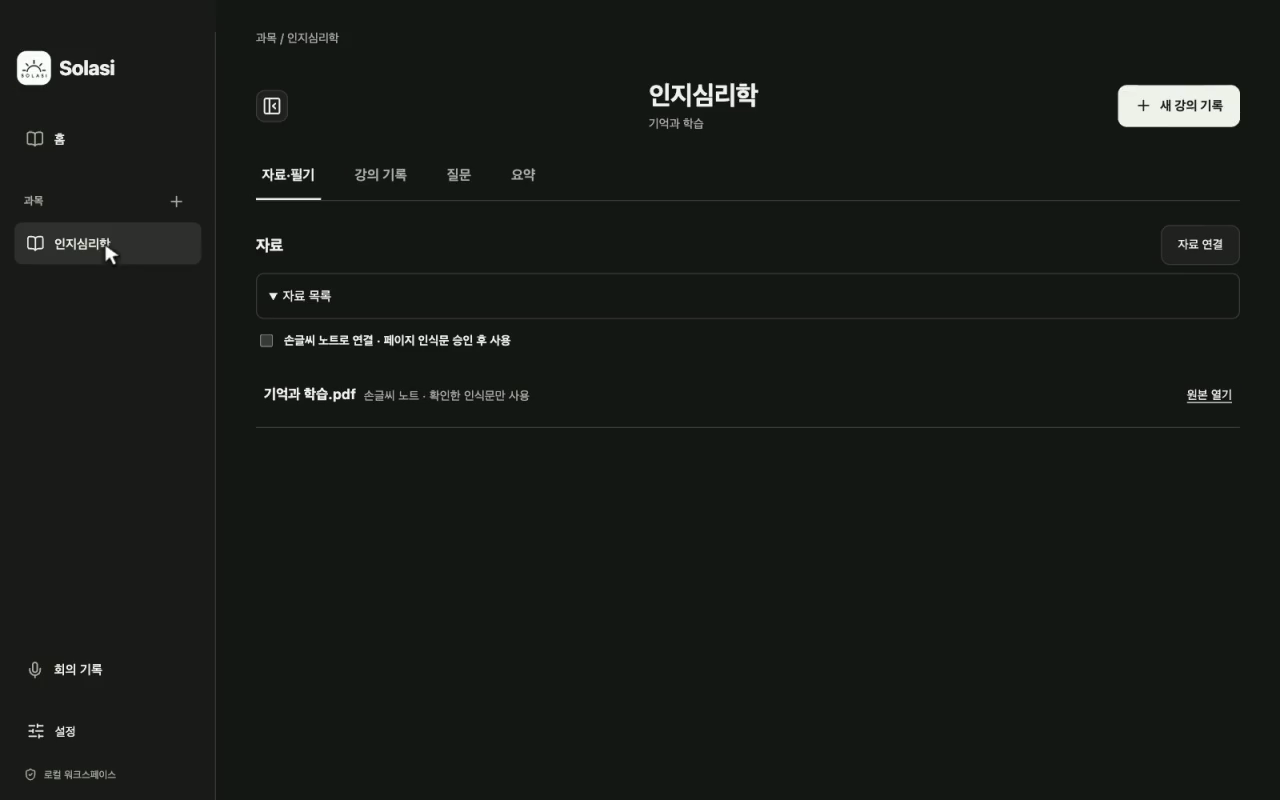 SOLASI
Solasi
홈
과목
인지심리학
회의 기록
설정
로컬 워크스페이스
과목 / 인지심리학
인지심리학
기억과 학습
새 강의 기록
자료·필기
강의 기록
질문
요약
자료
자료 연결
▼ 자료 목록
손글씨 노트로 연결 · 페이지 인식문 승인 후 사용
기억과 학습.pdf 손글씨 노트 · 확인한 인식문만 사용
원본 열기